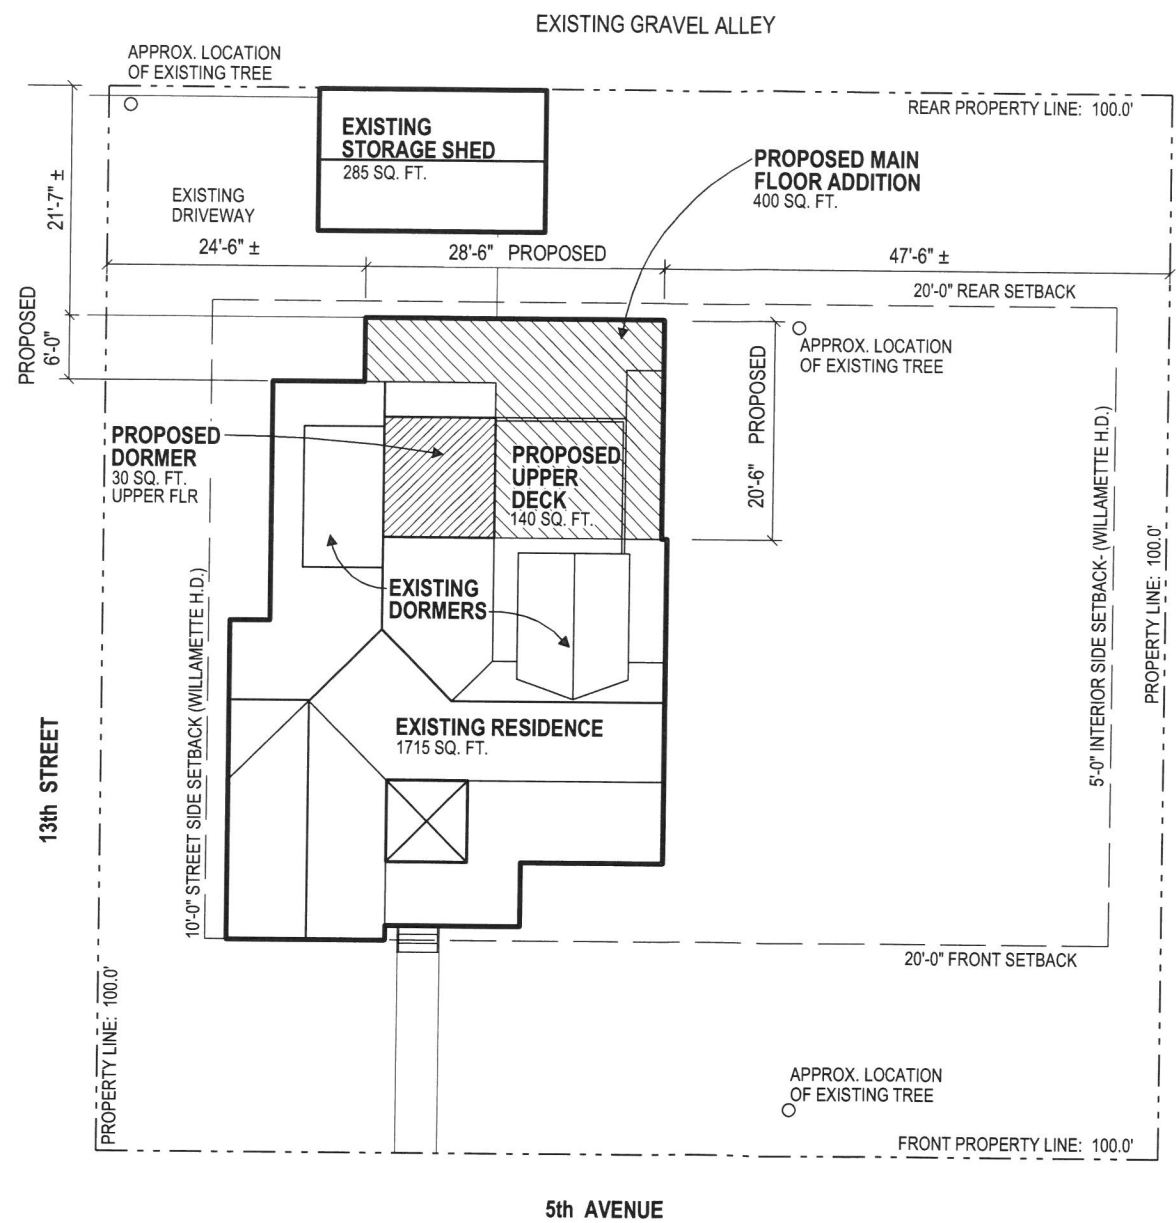 EXISTING GRAVEL ALLEY
APPROX. LOCATION
OF EXISTING TREE
REAR PROPERTY LINE: 100.0'
EXISTING
STORAGE SHED
285 SQ. FT.
PROPOSED MAIN
FLOOR ADDITION
400 SQ. FT.
21'-7" ±
EXISTING
DRIVEWAY
24'-6" ±
28'-6" PROPOSED
47'-6" ±
20'-0" REAR SETBACK
PROPOSED
6'-0"
APPROX. LOCATION
OF EXISTING TREE
20'-6" PROPOSED
PROPOSED
DORMER
30 SQ. FT.
UPPER FLR
PROPOSED
UPPER
DECK
140 SQ. FT.
EXISTING
DORMERS
10'-0" STREET SIDE SETBACK (WILLAMETTE H.D.)
5'-0" INTERIOR SIDE SETBACK- (WILLAMETTE H.D.)
PROPERTY LINE: 100.0'
EXISTING RESIDENCE
1715 SQ. FT.
13th STREET
20'-0" FRONT SETBACK
PROPERTY LINE: 100.0'
APPROX. LOCATION
OF EXISTING TREE
FRONT PROPERTY LINE: 100.0'
5th AVENUE